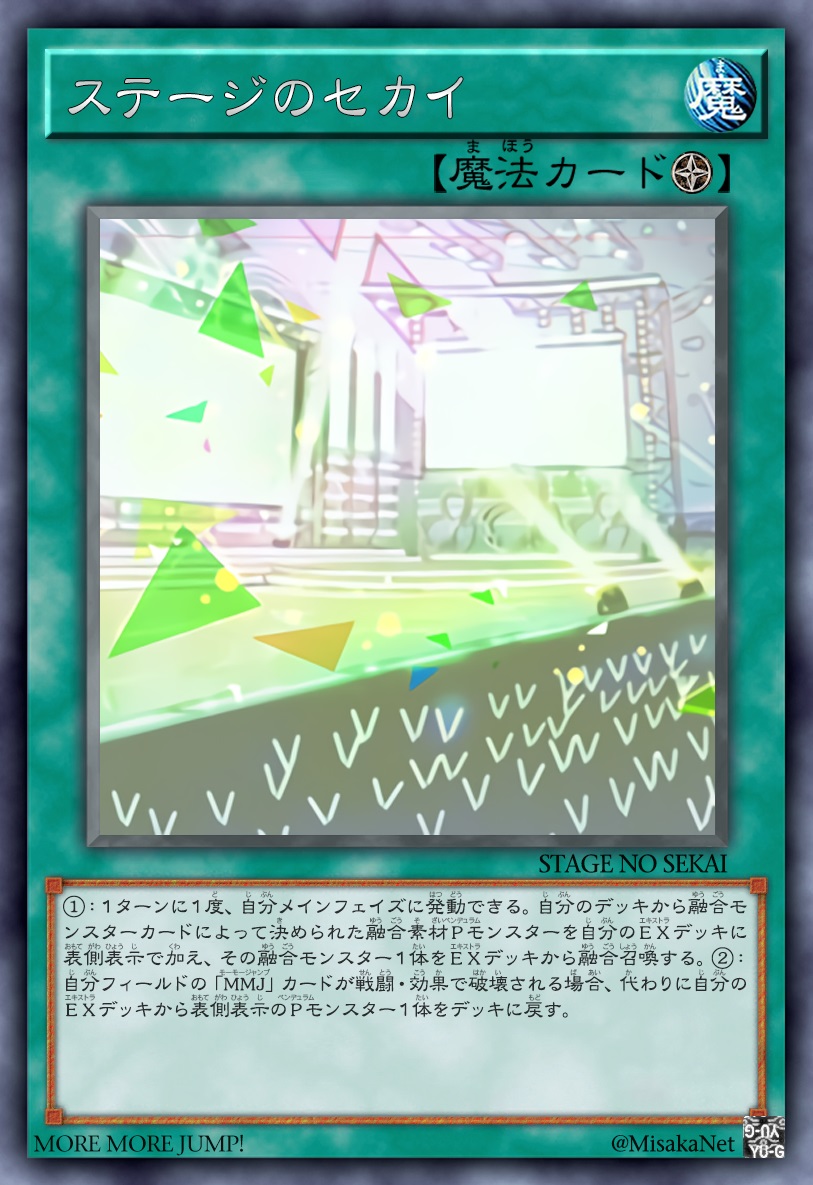 ステージのセカイ
魔
【魔法カード】
STAGE NO SEKAI
①：1ターンに1度、自分メインフェイズに発動できる。自分のデッキから融合モ
ンスターカードによって決められた融合素材Pモンスターを自分のEXデッキに
表側表示で加え、その融合モンスター1体をEXデッキから融合召喚する。②：
自分フィールドの「MMJ」カードが戦闘・効果で破壊される場合、代わりに自分の
EXデッキから表側表示のPモンスター1体をデッキに戻す。
MORE MORE JUMP!
@MisakaNet